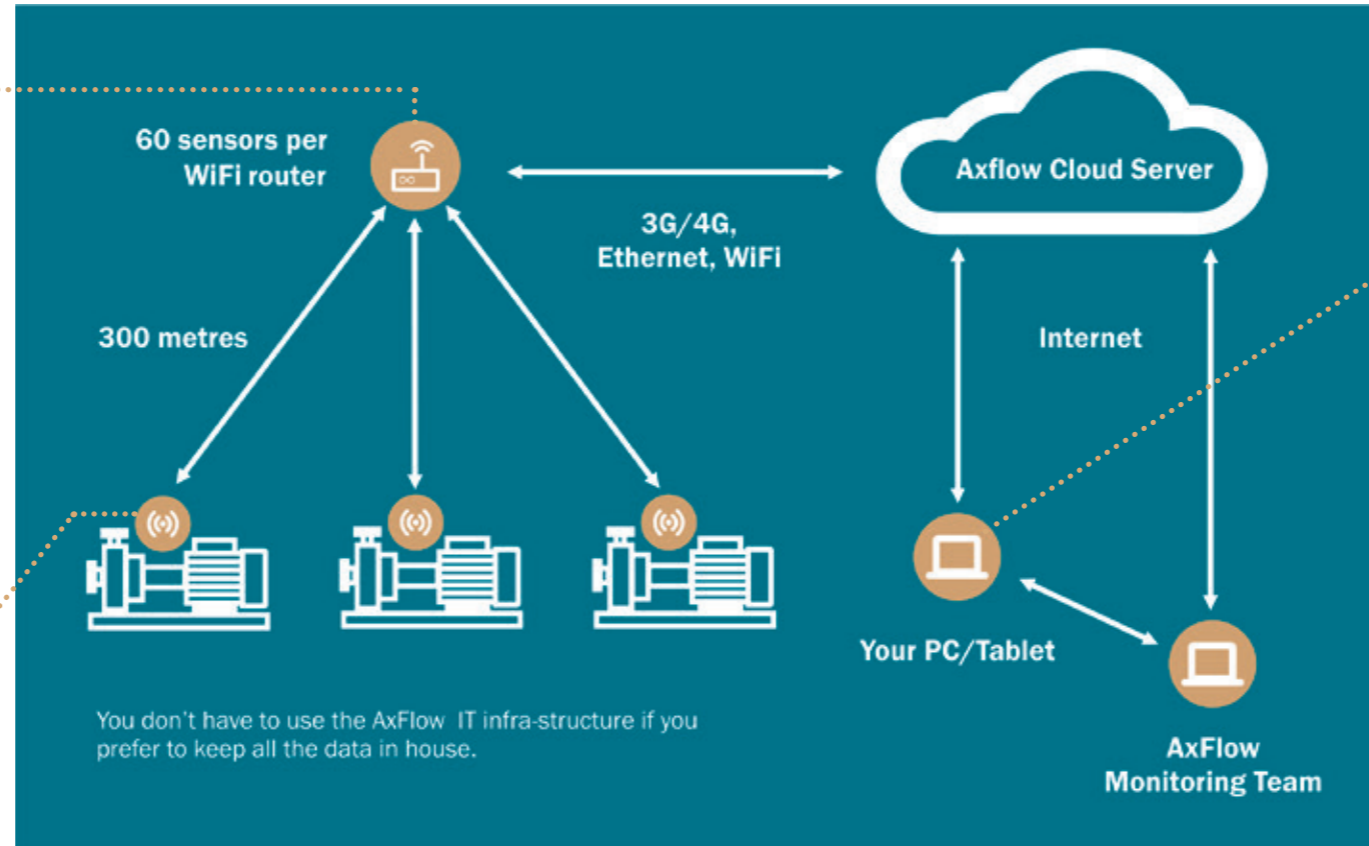 60 sensors per
WiFi router
Axflow Cloud Server
3G/4G,
Ethernet, WiFi
300 metres
Internet
Your PC/Tablet
You don't have to use the AxFlow IT infra-structure if you
prefer to keep all the data in house.
AxFlow
Monitoring Team